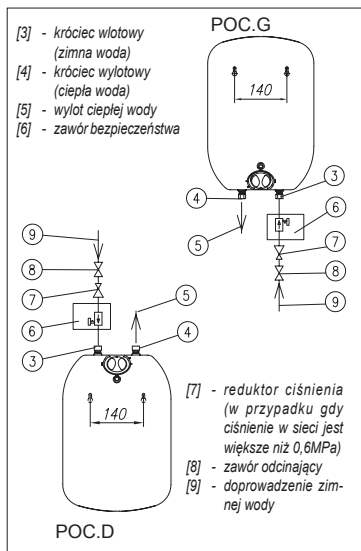 POC.G
[3] - króciec wlotowy
(zimna woda)
[4] - króciec wylotowy
(ciepła woda)
[5] - wylot ciepłej wody
[6] - zawór bezpieczeństwa
140
4
3
6
5
7
8
9
9
8
7
6
5
3
4
140
POC.D
[7] - reduktor ciśnienia
(w przypadku gdy
ciśnienie w sieci jest
większe niż 0,6MPa)
[8] - zawór odcinający
[9] - doprowadzenie zim-
nej wody